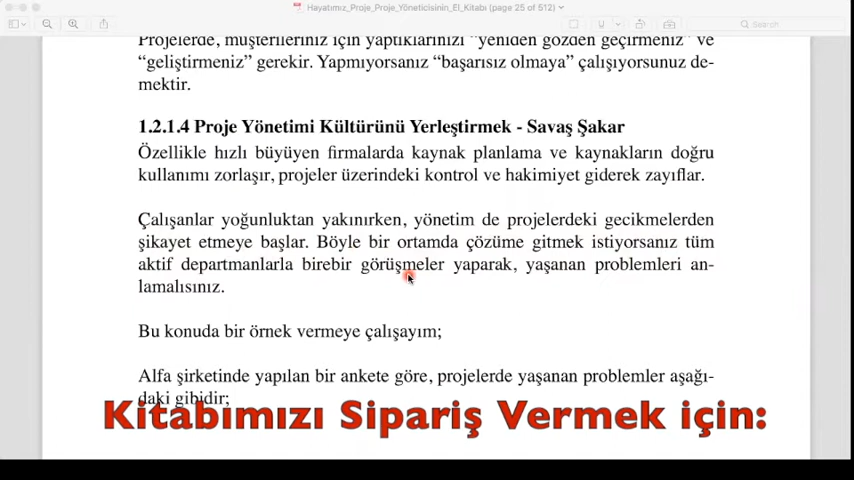 Hayatımız_Proje_Proje_Yöneticisinin_El_Kitabı (page 25 of 512)
Search
Projelerde, müşterileriniz için yaptıklarınızı “yeniden gözden geçirmeniz” ve
“geliştirmeniz” gerekir. Yapmıyorsanız “başarısız olmaya” çalışıyorsunuz de-
mektir.
1.2.1.4 Proje Yönetimi Kültürünü Yerleştirmek - Savaş Şakar
Özellikle hızlı büyüyen firmalarda kaynak planlama ve kaynakların doğru
kullanımı zorlaşır, projeler üzerindeki kontrol ve hakimiyet giderek zayıflar.
Çalışanlar yoğunluktan yakınırken, yönetim de projelerdeki gecikmelerden
şikayet etmeye başlar. Böyle bir ortamda çözüme gitmek istiyorsanız tüm
aktif departmanlarla birebir görüşmeler yaparak, yaşanan problemleri an-
lamalısınız.
Bu konuda bir örnek vermeye çalışayım;
Alfa şirketinde yapılan bir ankete göre, projelerde yaşanan problemler aşağı-
daki gibidir;
Kitabımızı Sipariş Vermek için: